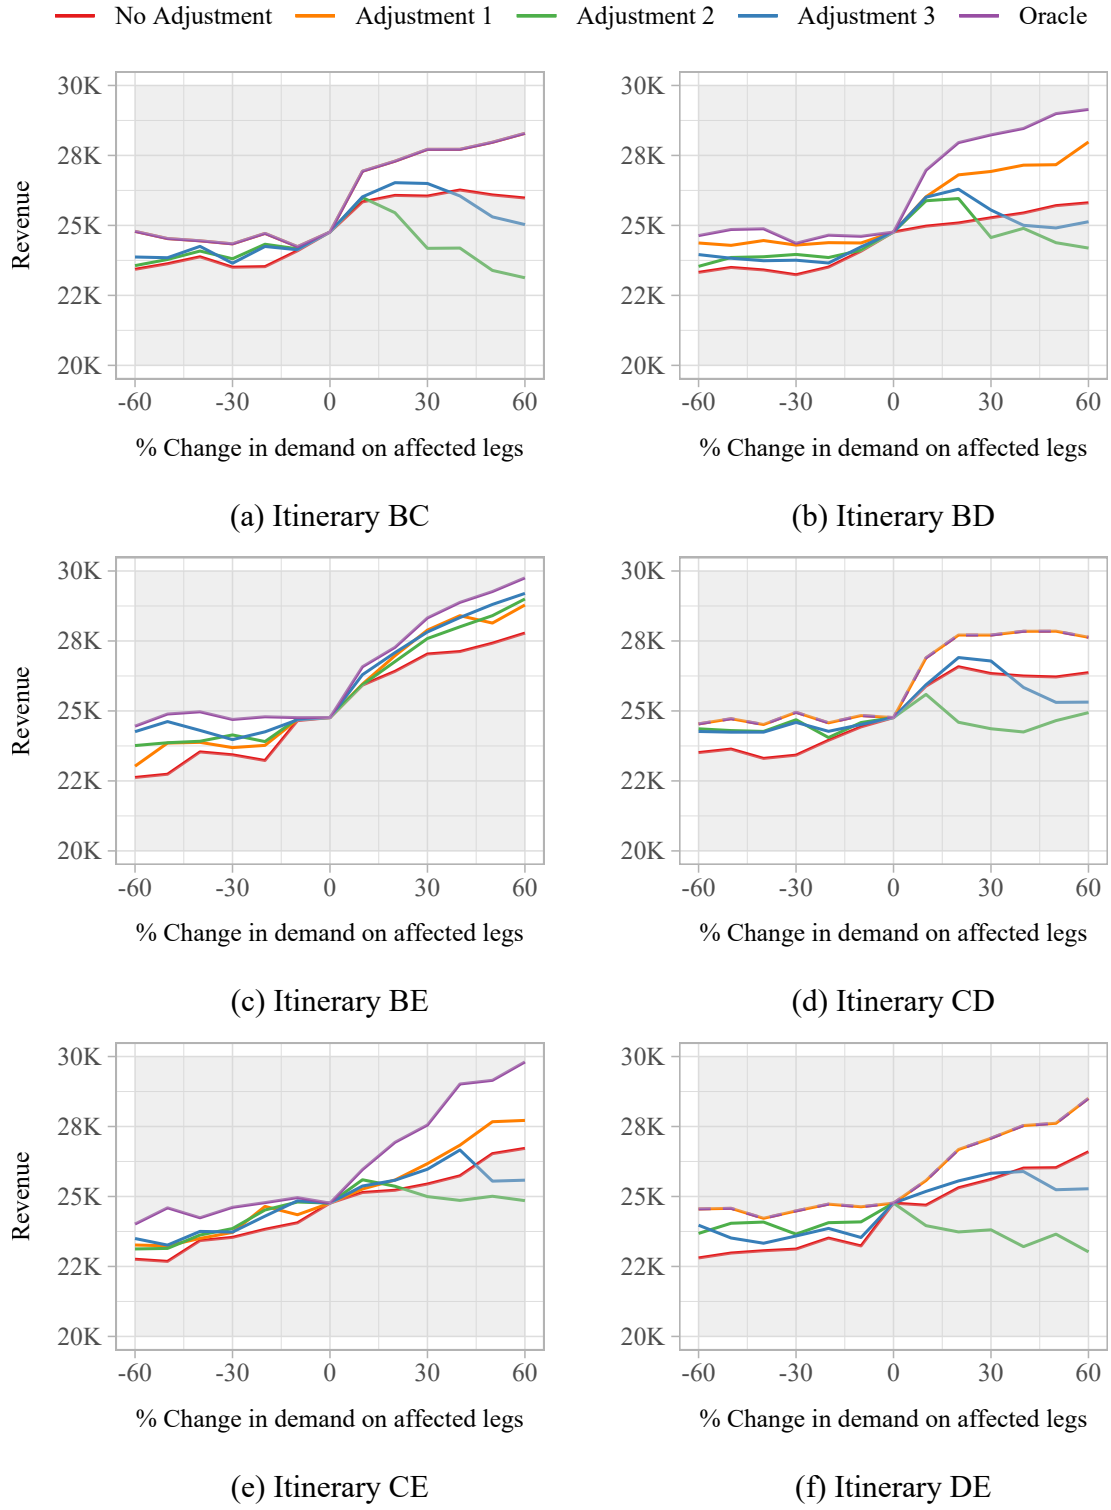 No Adjustment Adjustment 1 Adjustment 2 Adjustment 3 Oracle
30K
28K
25K
22K
20K
Revenue
-60 -30 0 30 60
% Change in demand on affected legs
(a) Itinerary BC
30K
28K
25K
22K
20K
-60 -30 0 30 60
% Change in demand on affected legs
(b) Itinerary BD
30K
28K
25K
22K
20K
Revenue
-60 -30 0 30 60
% Change in demand on affected legs
(c) Itinerary BE
30K
28K
25K
22K
20K
-60 -30 0 30 60
% Change in demand on affected legs
(d) Itinerary CD
30K
28K
25K
22K
20K
Revenue
-60 -30 0 30 60
% Change in demand on affected legs
(e) Itinerary CE
30K
28K
25K
22K
20K
-60 -30 0 30 60
% Change in demand on affected legs
(f) Itinerary DE